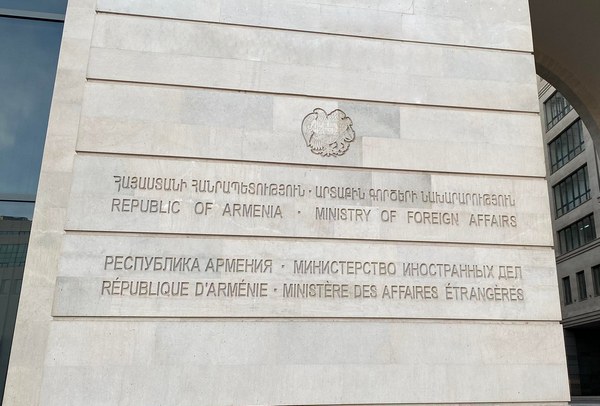 ՀԱՅԱՍՏԱՆԻ ՀԱՆՐԱՊԵՏՈՒԹՅՈՒՆ · ԱՐՏԱՔԻՆ ԳՈՐԾԵՐԻ ՆԱԽԱՐԱՐՈՒԹՅՈՒՆ
REPUBLIC OF ARMENIA · MINISTRY OF FOREIGN AFFAIRS
РЕСПУБЛИКА АРМЕНИЯ · МИНИСТЕРСТВО ИНОСТРАННЫХ ДЕЛ
RÉPUBLIQUE D'ARMÉNIE · MINISTÈRE DES AFFAIRES ÉTRANGÈRES